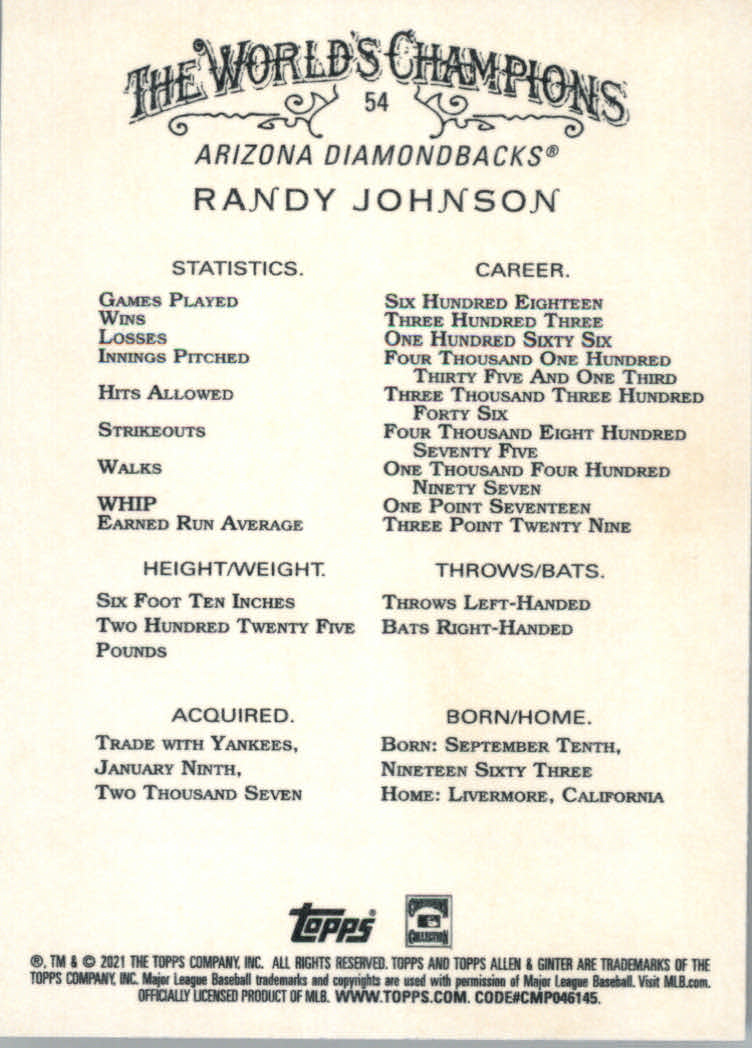 THE WORLD'S CHAMPIONS
54
ARIZONA DIAMONDBACKS®
RANDY JOHNSON
STATISTICS. CAREER.
GAMES PLAYED SIX HUNDRED EIGHTEEN
WINS THREE HUNDRED THREE
LOSSES ONE HUNDRED SIXTY SIX
INNINGS PITCHED FOUR THOUSAND ONE HUNDRED
THIRTY FIVE AND ONE THIRD
HITS ALLOWED THREE THOUSAND THREE HUNDRED
FORTY SIX
STRIKEOUTS FOUR THOUSAND EIGHT HUNDRED
SEVENTY FIVE
WALKS ONE THOUSAND FOUR HUNDRED
NINETY SEVEN
WHIP ONE POINT SEVENTEEN
EARNED RUN AVERAGE THREE POINT TWENTY NINE
HEIGHT/WEIGHT. THROWS/BATS.
SIX FOOT TEN INCHES THROWS LEFT-HANDED
TWO HUNDRED TWENTY FIVE BATS RIGHT-HANDED
POUNDS
ACQUIRED. BORN/HOME.
TRADE WITH YANKEES, BORN: SEPTEMBER TENTH,
JANUARY NINTH, NINETEEN SIXTY THREE
TWO THOUSAND SEVEN HOME: LIVERMORE, CALIFORNIA
topps®
COOPERSTOWN
COLLECTION
®, TM & © 2021 THE TOPPS COMPANY, INC. ALL RIGHTS RESERVED. TOPPS AND TOPPS ALLEN & GINTER ARE TRADEMARKS OF THE
TOPPS COMPANY, INC. Major League Baseball trademarks and copyrights are used with permission of Major League Baseball. Visit MLB.com.
OFFICIALLY LICENSED PRODUCT OF MLB. WWW.TOPPS.COM. CODE#CMP046145.